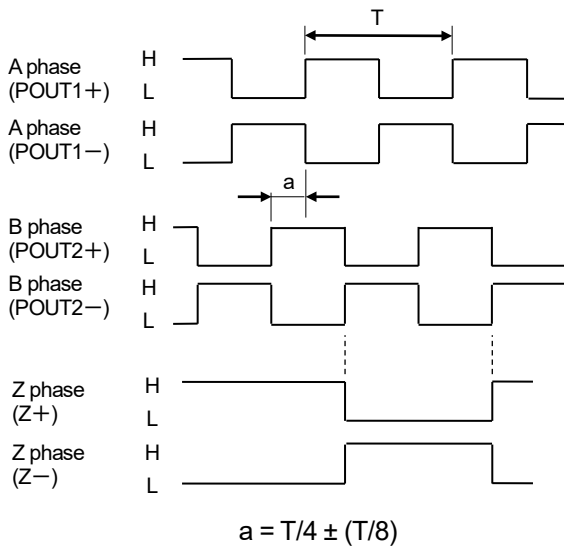 T
A phase
(POUT1+)
H
L
A phase
(POUT1−)
H
L
a
B phase
(POUT2+)
H
L
B phase
(POUT2−)
H
L
Z phase
(Z+)
H
L
Z phase
(Z−)
H
L
a = T/4 ± (T/8)